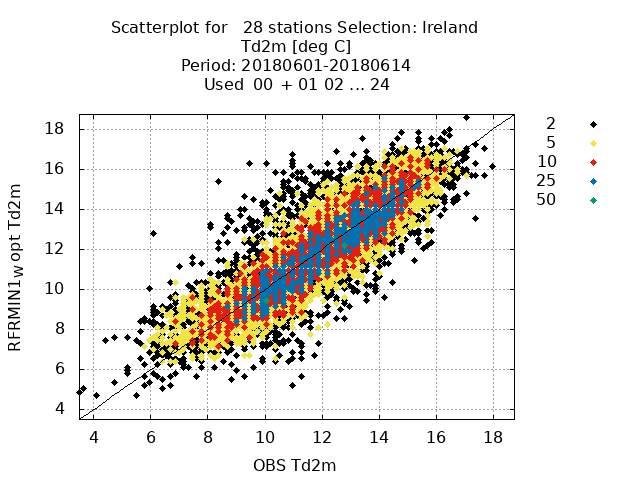 Scatterplot for   28 stations Selection: Ireland
Td2m [deg C]
Period: 20180601-20180614
Used  00 + 01 02 ... 24
2
5
10
25
50
RFRMIN1_W opt Td2m
18
16
14
12
10
8
6
4
4 6 8 10 12 14 16 18
OBS Td2m